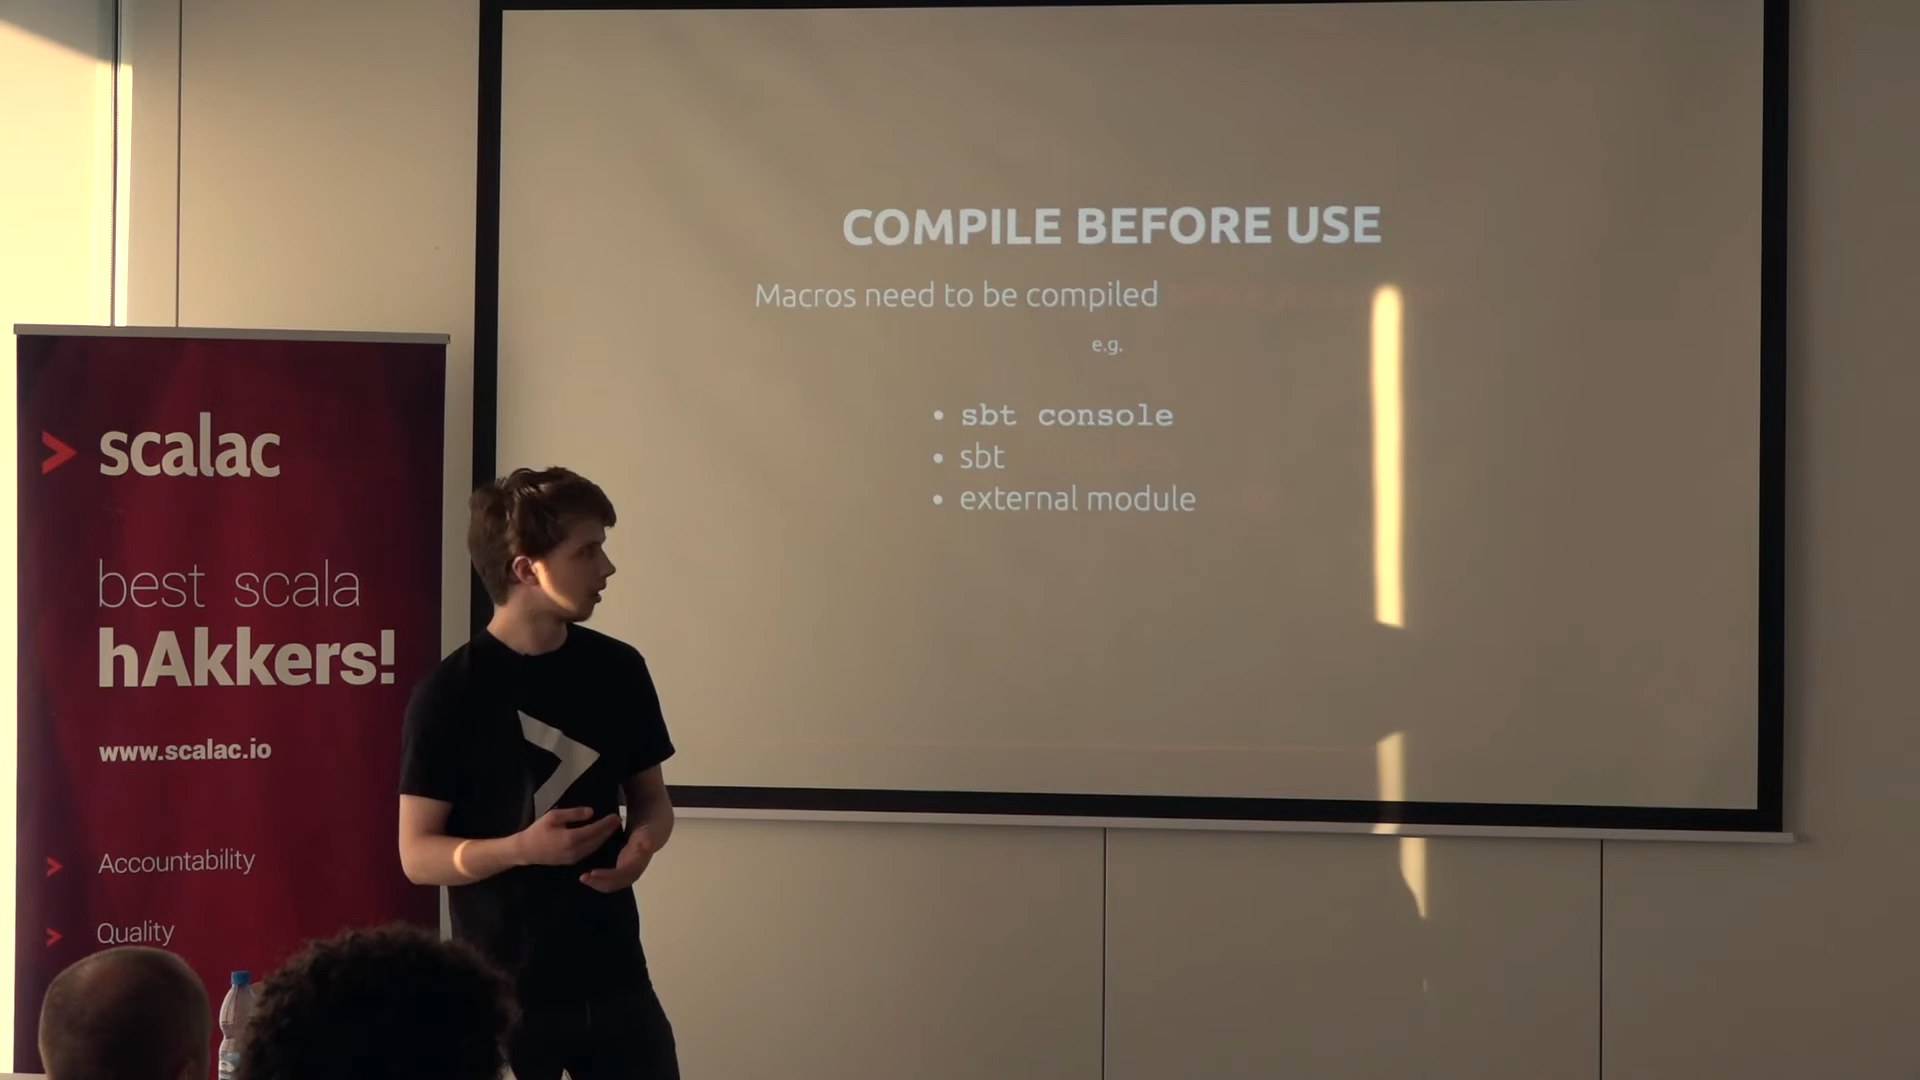 COMPILE BEFORE USE
Macros need to be compiled
e.g.
• sbt console
• sbt
• external module
scalac
best scala
hAkkers!
www.scalac.io
Accountability
Quality